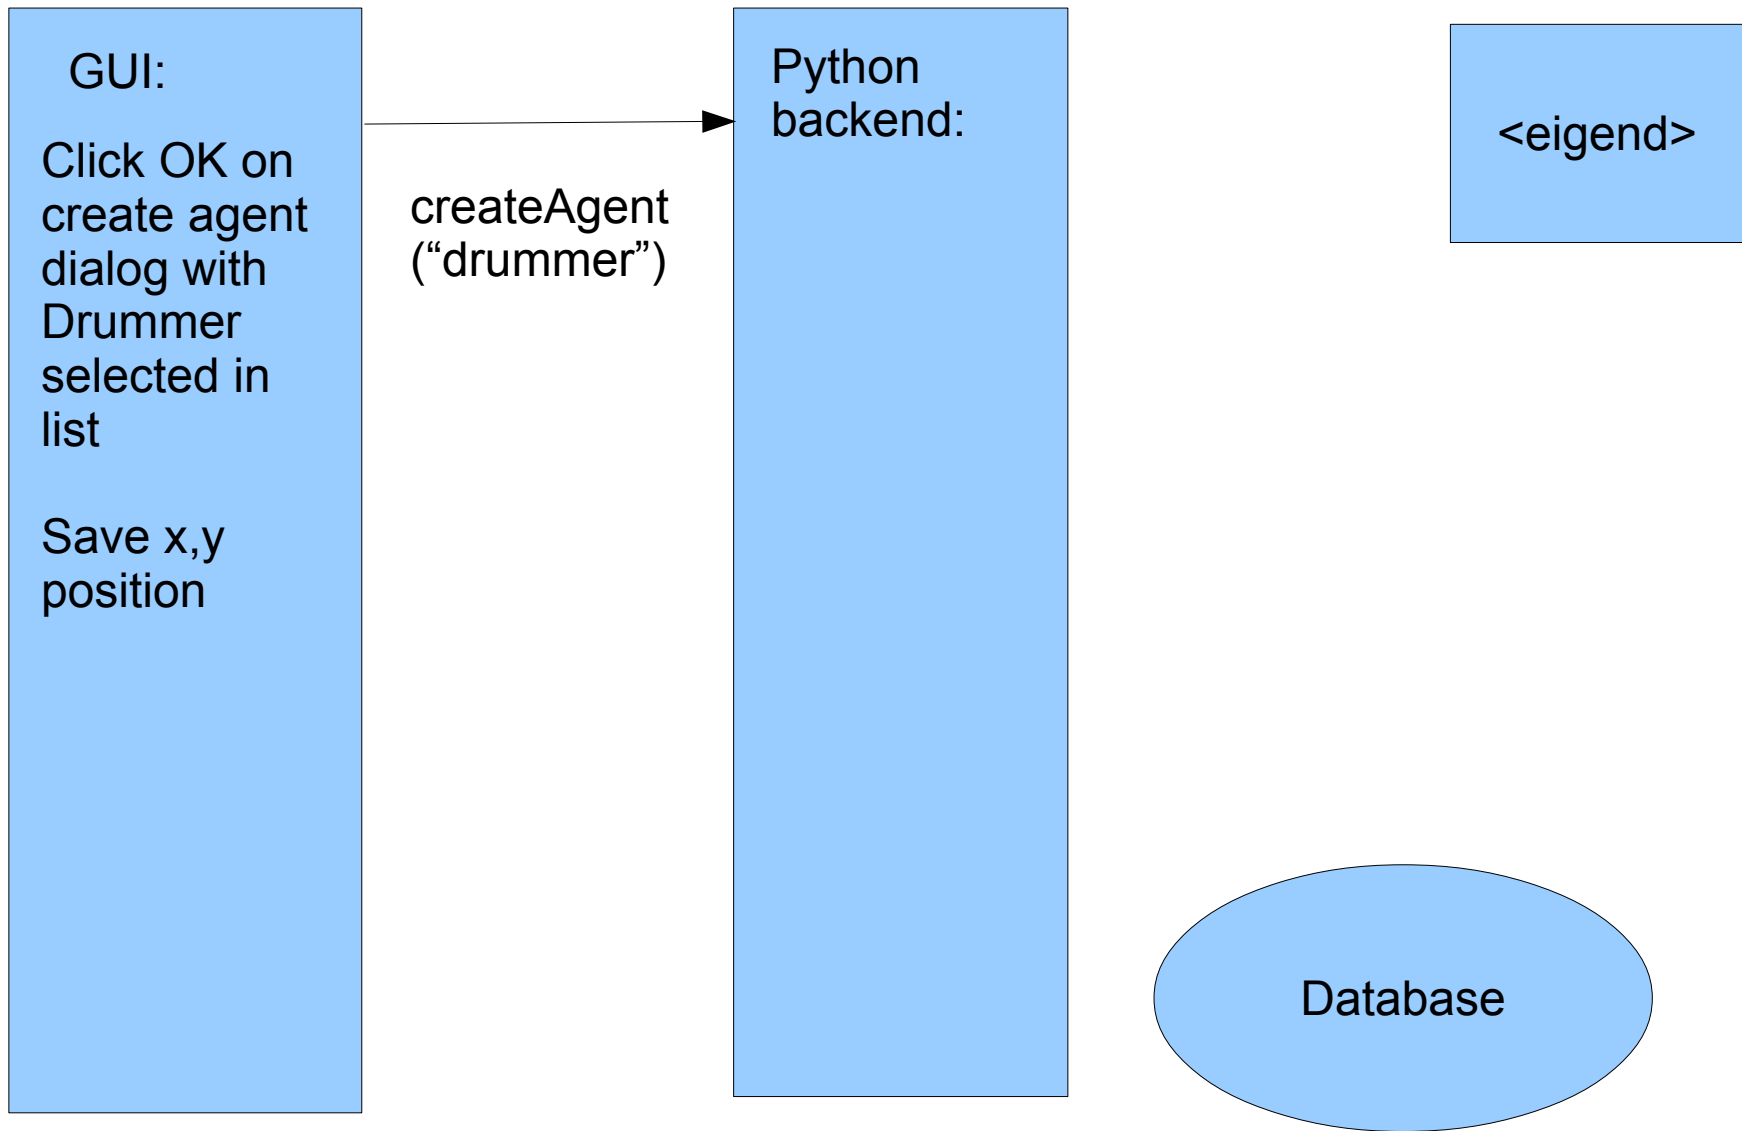 GUI:
Click OK on
create agent
dialog with
Drummer
selected in
list
Save x,y
position
createAgent
(“drummer”)
Python
backend:
<eigend>
Database